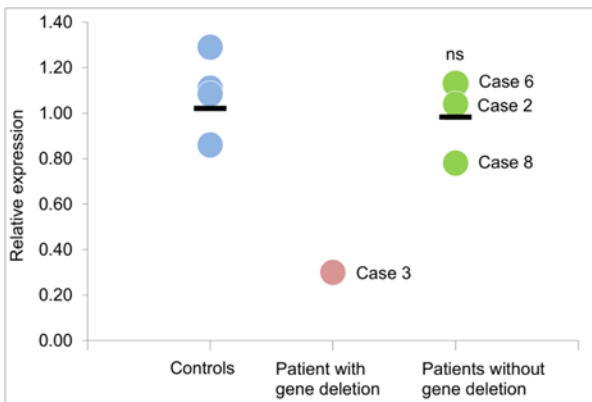 Relative expression
1.40
1.20
1.00
0.80
0.60
0.40
0.20
0.00
ns
Case 6
Case 2
Case 8
Case 3
Controls
Patient with
gene deletion
Patients without
gene deletion